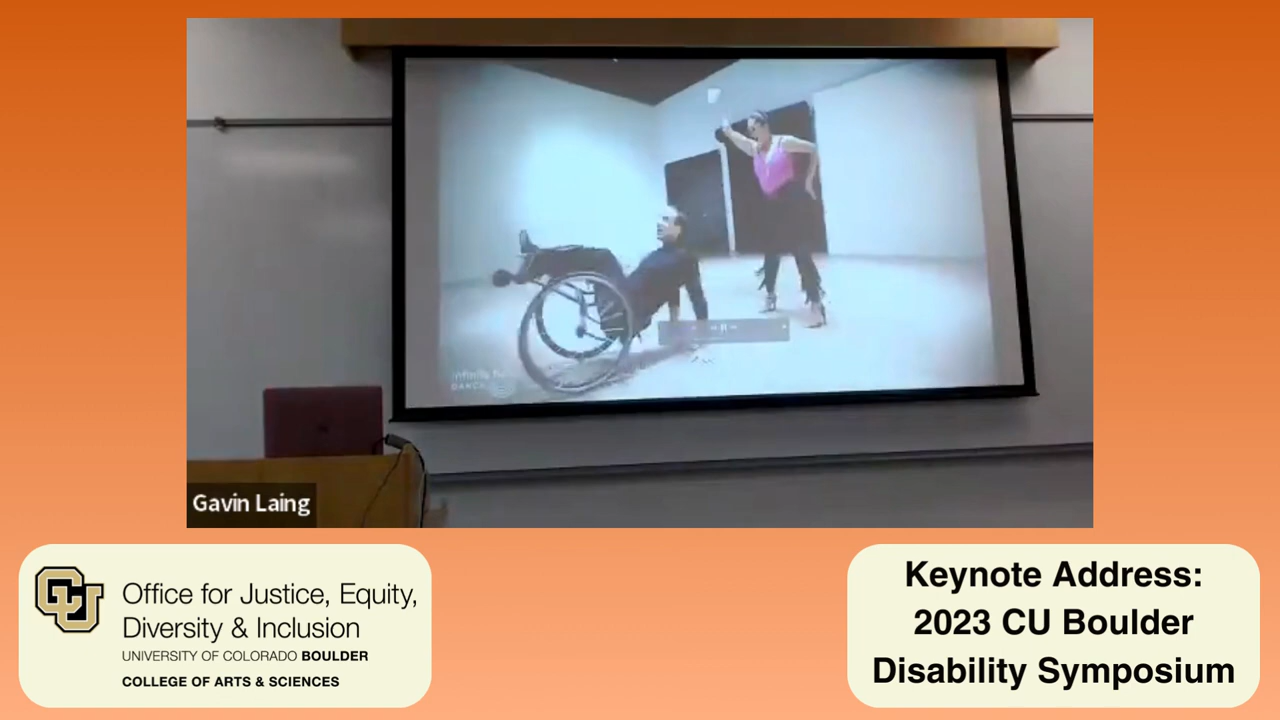 Gavin Laing
CU
Office for Justice, Equity,
Diversity & Inclusion
UNIVERSITY OF COLORADO BOULDER
COLLEGE OF ARTS & SCIENCES
Keynote Address:
2023 CU Boulder
Disability Symposium